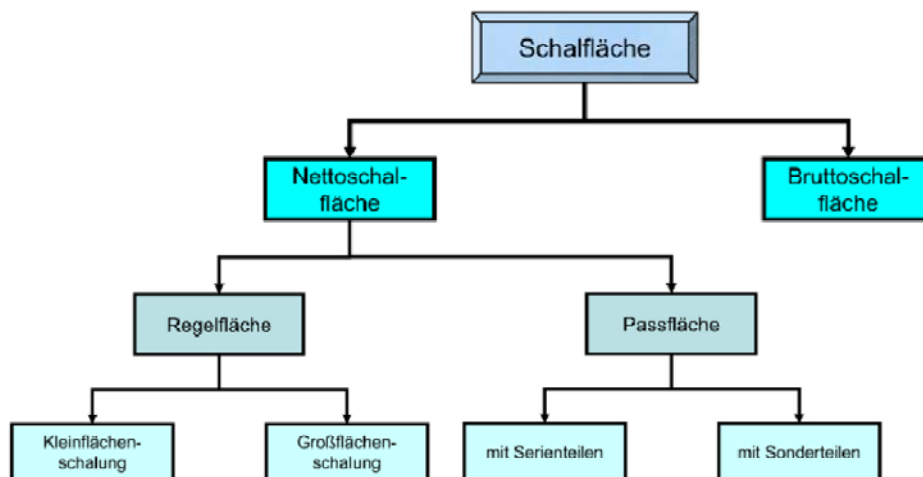 Schalfläche
Nettoschal-
fläche
Bruttoschal-
fläche
Regelfläche
Passfläche
Kleinflächen-
schalung
Großflächen-
schalung
mit Serienteilen
mit Sonderteilen